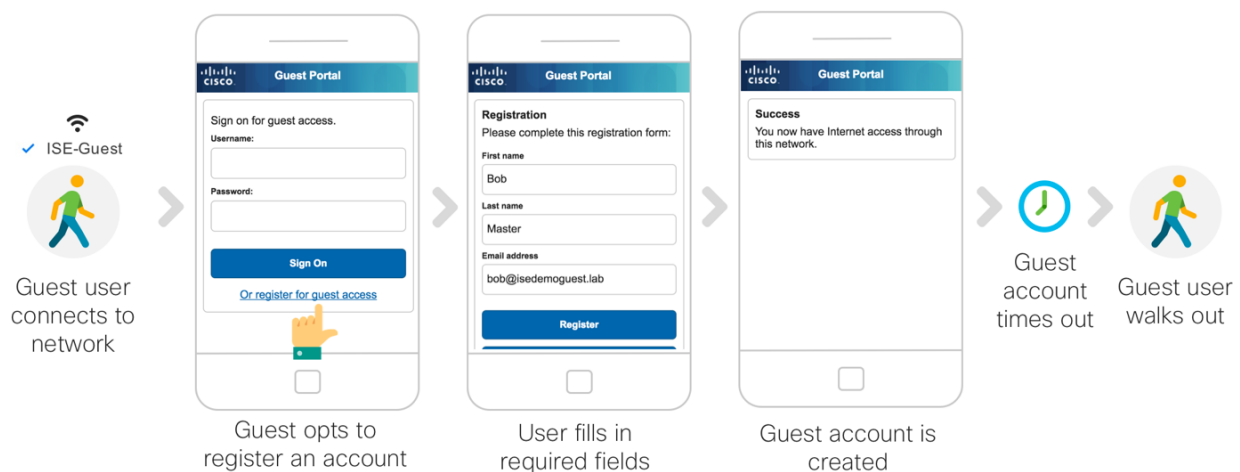 ISE-Guest
Guest user
connects to
network
CISCO
Guest Portal
Sign on for guest access.
Username:
Password:
Sign On
Or register for guest access
Guest opts to
register an account
CISCO
Guest Portal
Registration
Please complete this registration form:
First name
Bob
Last name
Master
Email address
bob@isedemoguest.lab
Register
User fills in
required fields
CISCO
Guest Portal
Success
You now have Internet access through
this network.
Guest account is
created
Guest
account
times out
Guest user
walks out